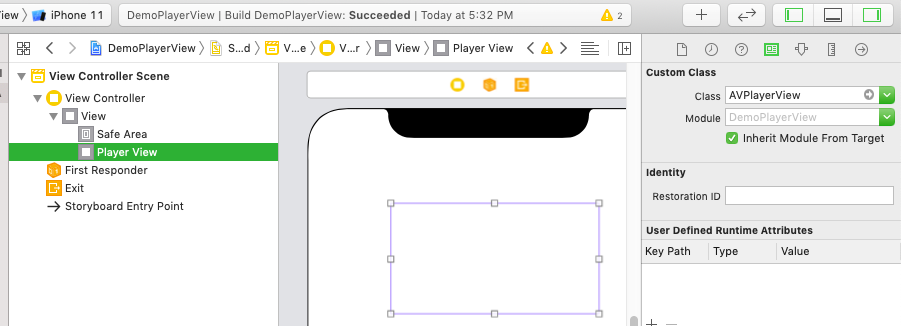 View iPhone 11 DemoPlayerView | Build DemoPlayerView: Succeeded | Today at 5:32 PM 2
DemoPlayerView S...d V...e V...r View Player View
View Controller Scene
View Controller
View
Safe Area
Player View
First Responder
Exit
Storyboard Entry Point
Custom Class
Class AVPlayerView
Module DemoPlayerView
Inherit Module From Target
Identity
Restoration ID
User Defined Runtime Attributes
Key Path Type Value